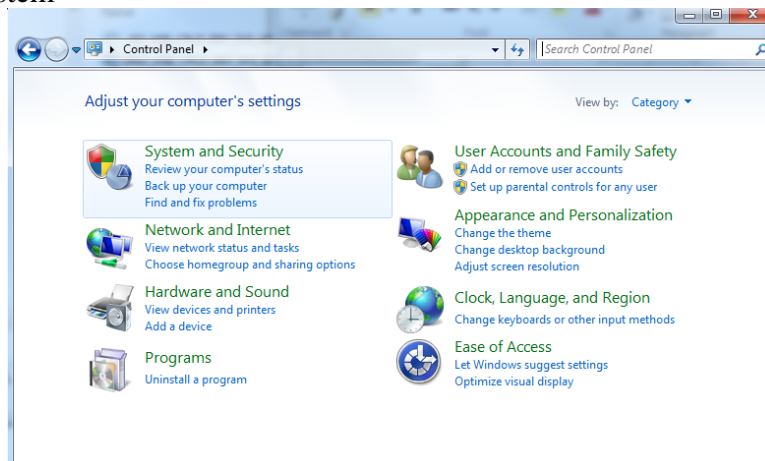 Control Panel
Search Control Panel
Adjust your computer's settings
View by: Category
System and Security
Review your computer's status
Back up your computer
Find and fix problems
Network and Internet
View network status and tasks
Choose homegroup and sharing options
Hardware and Sound
View devices and printers
Add a device
Programs
Uninstall a program
User Accounts and Family Safety
Add or remove user accounts
Set up parental controls for any user
Appearance and Personalization
Change the theme
Change desktop background
Adjust screen resolution
Clock, Language, and Region
Change keyboards or other input methods
Ease of Access
Let Windows suggest settings
Optimize visual display